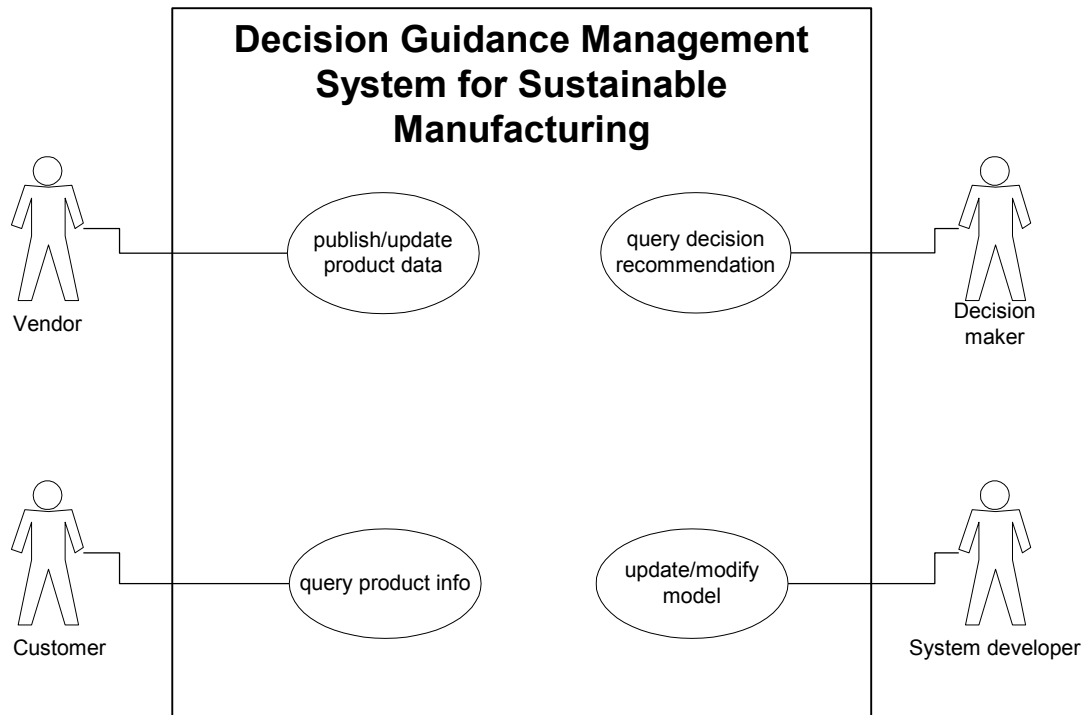 Decision Guidance Management
System for Sustainable
Manufacturing
publish/update
product data
query decision
recommendation
Vendor
Decision
maker
query product info
update/modify
model
Customer
System developer